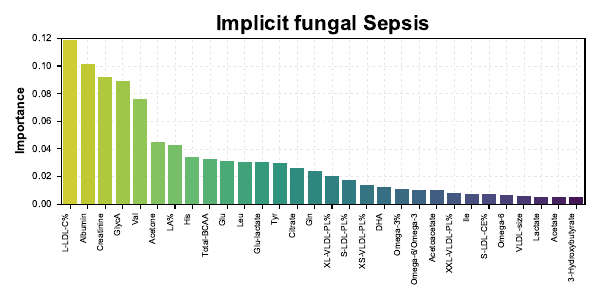 Implicit fungal Sepsis
Importance
0.12
0.10
0.08
0.06
0.04
0.02
0.00
L-LDL-C%
Albumin
Creatinine
GlycA
Val
Acetone
LA%
His
Total-BCAA
Glu
Leu
Glu-lactate
Tyr
Citrate
Gln
XL-VLDL-PL%
S-LDL-PL%
XS-VLDL-PL%
DHA
Omega-3%
Omega-6/Omega-3
Acetoacetate
XXL-VLDL-PL%
Ile
S-LDL-CE%
Omega-6
VLDL-size
Lactate
Acetate
3-Hydroxybutyrate